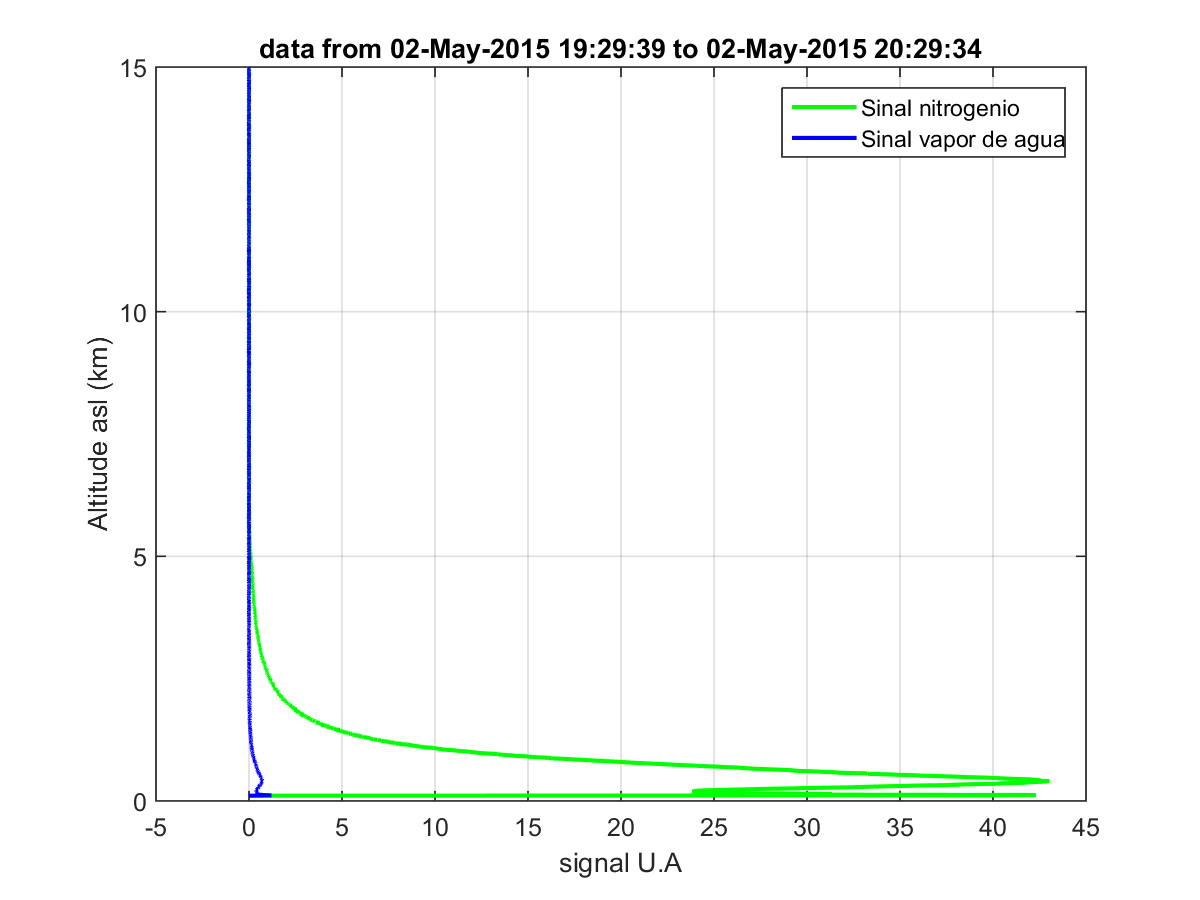 data from 02-May-2015 19:29:39 to 02-May-2015 20:29:34
Sinal nitrogenio
Sinal vapor de agua
Altitude asl (km)
15
10
5
0
-5 0 5 10 15 20 25 30 35 40 45
signal U.A